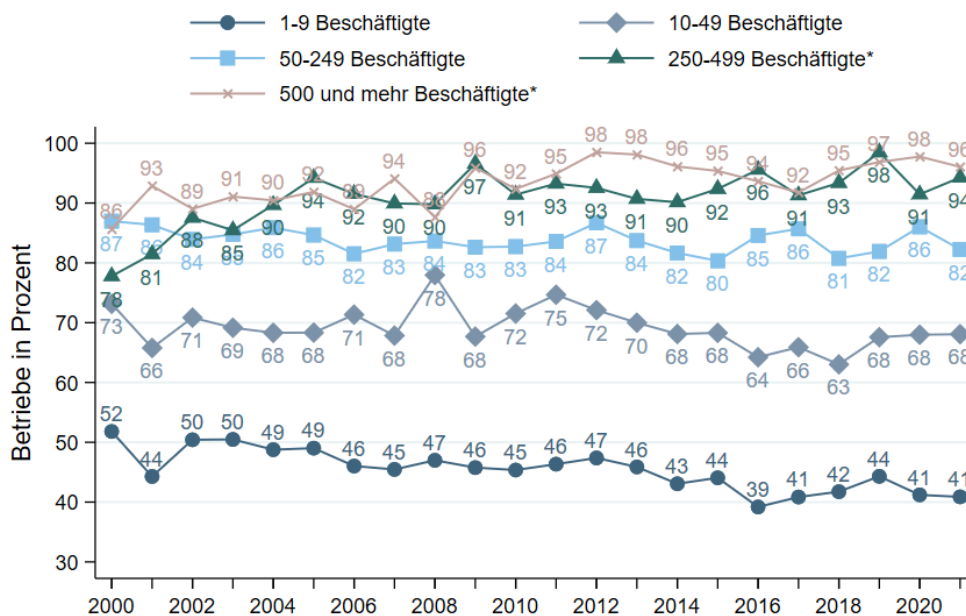 1-9 Beschäftigte 10-49 Beschäftigte
50-249 Beschäftigte 250-499 Beschäftigte*
500 und mehr Beschäftigte*
Betriebe in Prozent
100
90
80
70
60
50
40
30
86 93 89 91 90 92 89 94 96 92 95 98 98 96 95 94 92 95 97 98 96
78 81 88 85 90 94 92 90 90 97 91 93 93 91 90 92 96 91 93 98 91 94
87 86 84 86 85 82 83 84 83 83 84 87 84 82 80 85 86 81 82 86 82
73 66 71 69 68 68 71 68 78 68 72 75 72 70 68 68 64 66 63 68 68 68
52 44 50 50 49 49 46 45 47 46 45 46 47 46 43 44 39 41 42 44 41 41
2000 2002 2004 2006 2008 2010 2012 2014 2016 2018 2020